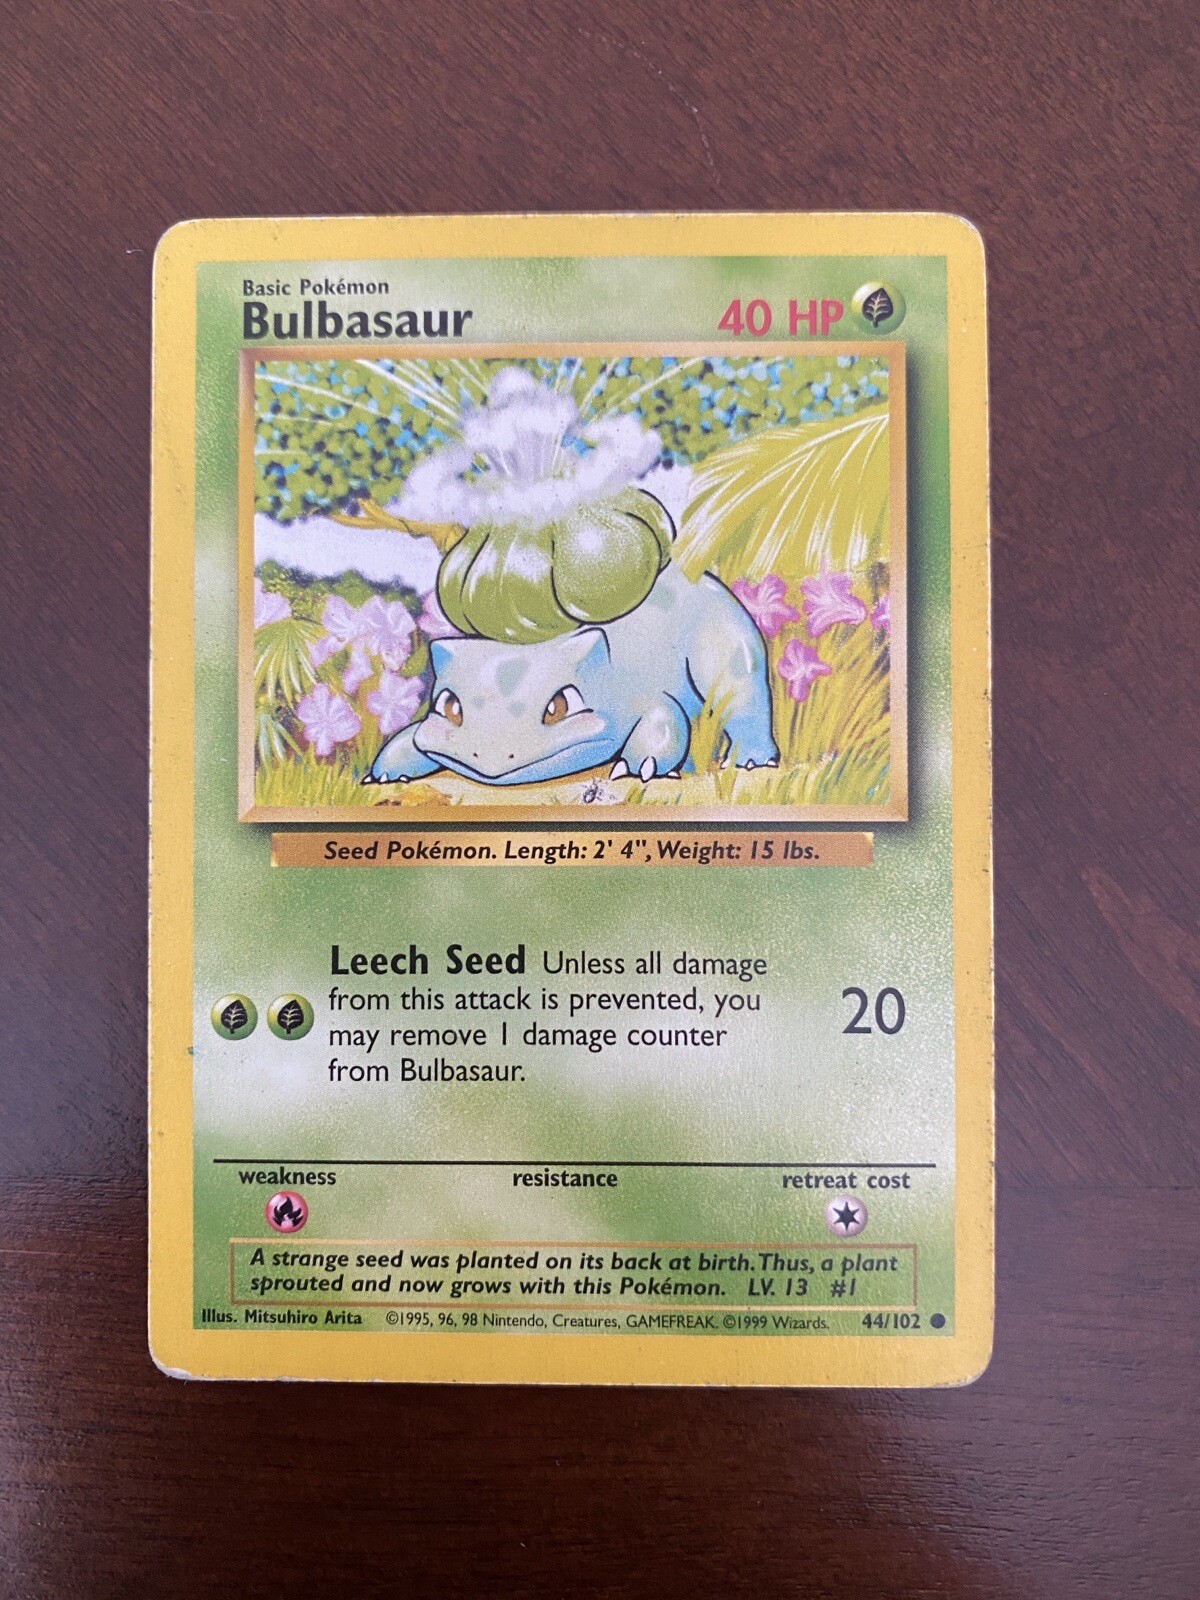 Basic Pokémon
Bulbasaur
40 HP
Seed Pokémon. Length: 2' 4", Weight: 15 lbs.
Leech Seed Unless all damage
from this attack is prevented, you
may remove 1 damage counter
from Bulbasaur.
20
weakness resistance retreat cost
A strange seed was planted on its back at birth. Thus, a plant
sprouted and now grows with this Pokémon. LV. 13 #1
Illus. Mitsuhiro Arita ©1995, 96, 98 Nintendo, Creatures, GAMEFREAK. ©1999 Wizards. 44/102